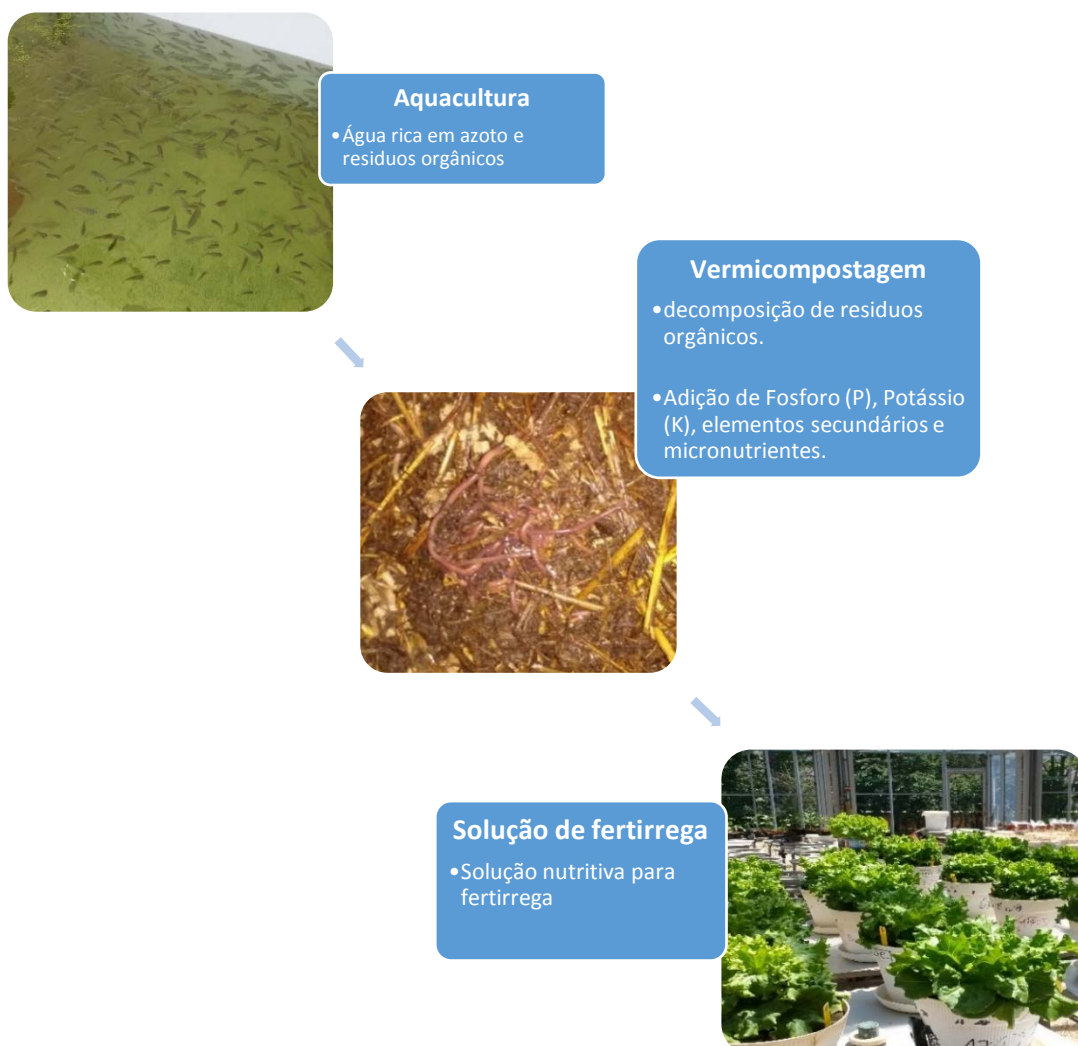 Aquacultura
•Água rica em azoto e
residuos orgânicos
Vermicompostagem
•decomposição de residuos
orgânicos.
•Adição de Fosforo (P), Potássio
(K), elementos secundários e
micronutrientes.
Solução de fertirrega
•Solução nutritiva para
fertirrega